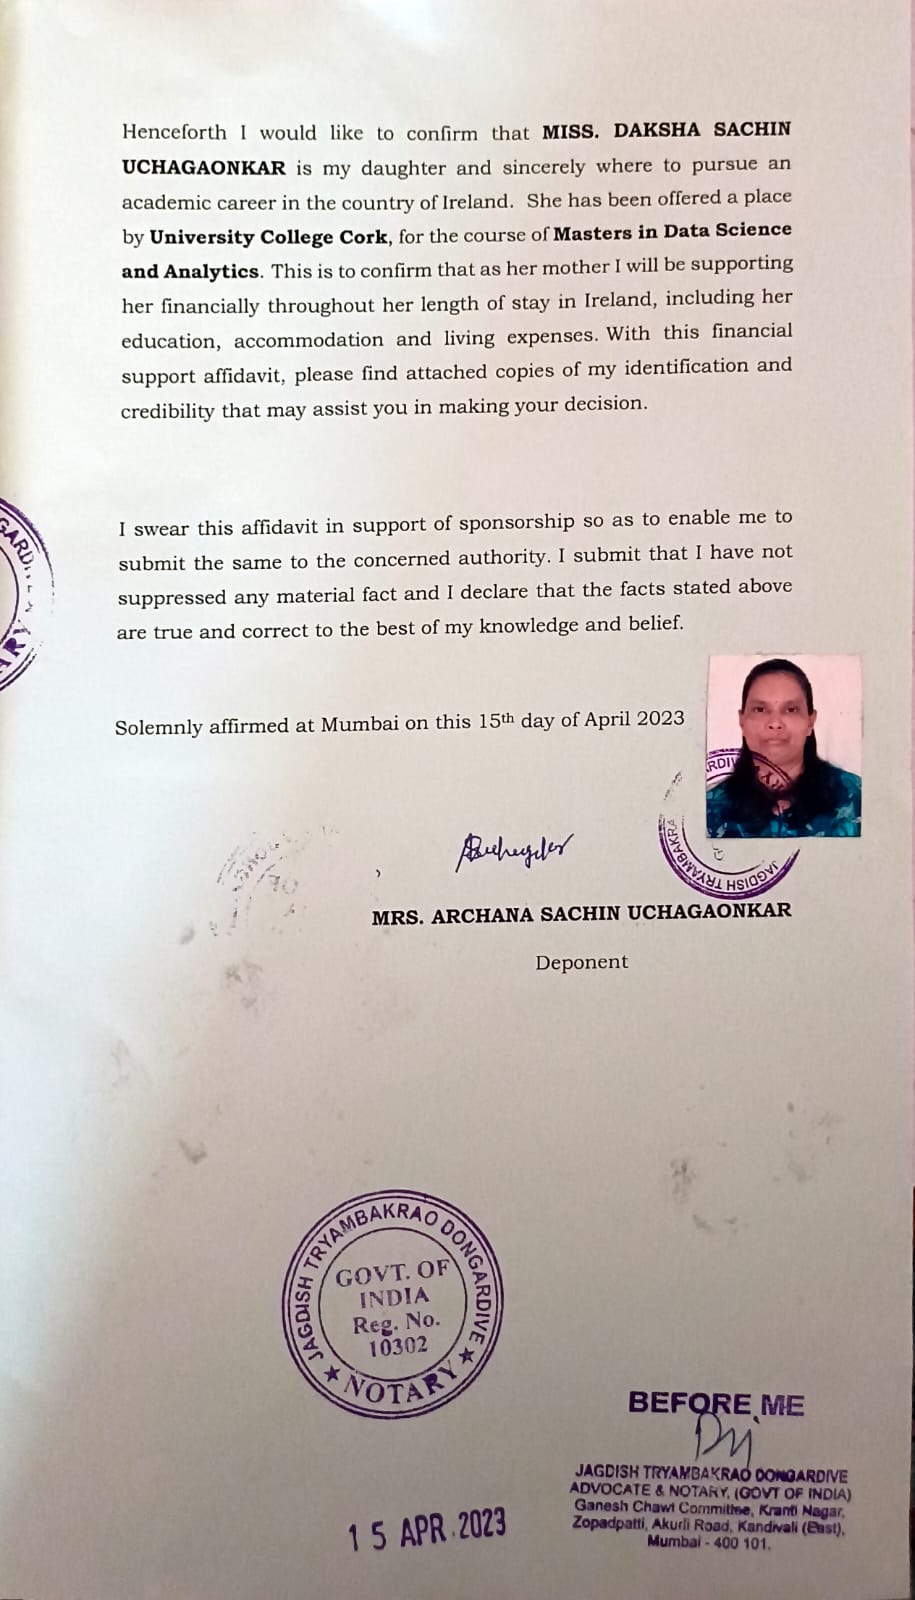 Henceforth I would like to confirm that MISS. DAKSHA SACHIN
UCHAGAONKAR is my daughter and sincerely where to pursue an
academic career in the country of Ireland. She has been offered a place
by University College Cork, for the course of Masters in Data Science
and Analytics. This is to confirm that as her mother I will be supporting
her financially throughout her length of stay in Ireland, including her
education, accommodation and living expenses. With this financial
support affidavit, please find attached copies of my identification and
credibility that may assist you in making your decision.
I swear this affidavit in support of sponsorship so as to enable me to
submit the same to the concerned authority. I submit that I have not
suppressed any material fact and I declare that the facts stated above
are true and correct to the best of my knowledge and belief.
Solemnly affirmed at Mumbai on this 15th day of April 2023
JAGDISH TRYAMBAKRA
MRS. ARCHANA SACHIN UCHAGAONKAR
Deponent
JAGDISH TRYAMBAKRAO DONGARDIVE
GOVT. OF
INDIA
Reg. No.
10302
★ NOTARY ★
BEFORE ME
JAGDISH TRYAMBAKRAO DONGARDIVE
ADVOCATE & NOTARY, (GOVT OF INDIA)
Ganesh Chawl Committee, Kranti Nagar,
Zopadpatti, Akurli Road, Kandivali (East),
Mumbai - 400 101.
15 APR 2023